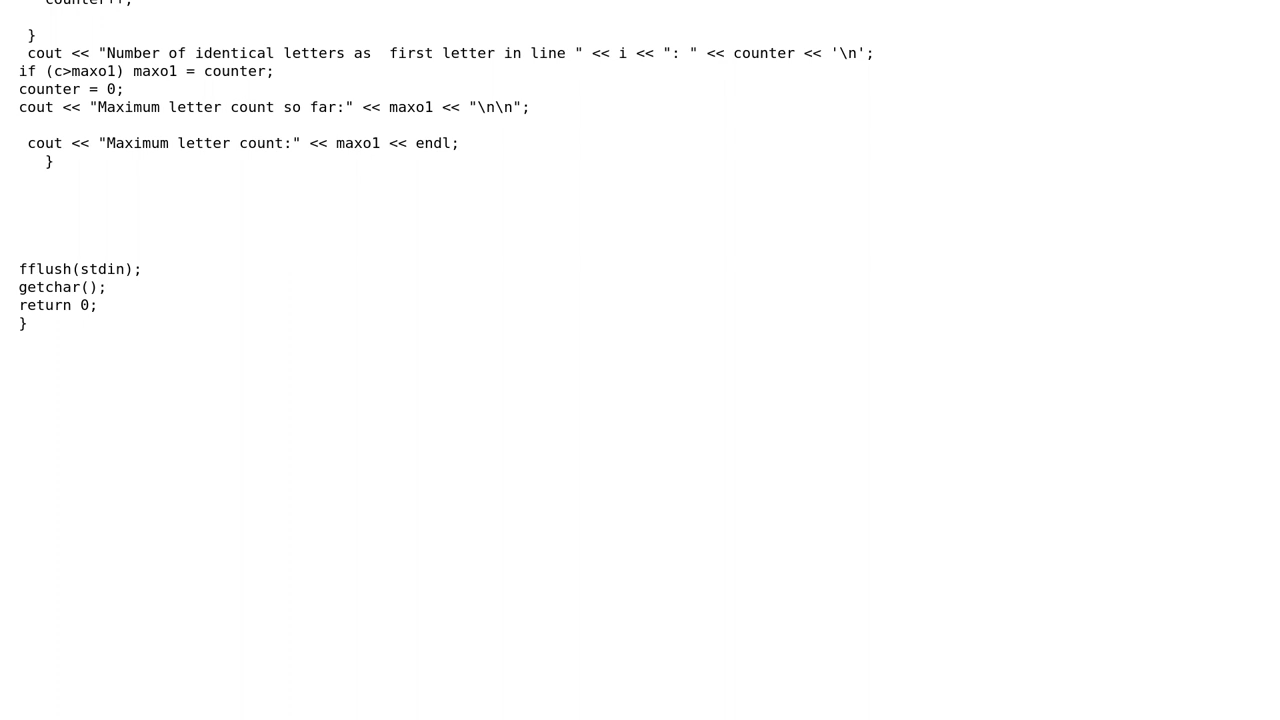 counter++;
}
cout << "Number of identical letters as  first letter in line " << i << ": " << counter << '\n';
if (c>maxo1) maxo1 = counter;
counter = 0;
cout << "Maximum letter count so far:" << maxo1 << "\n\n";
cout << "Maximum letter count:" << maxo1 << endl;
}
fflush(stdin);
getchar();
return 0;
}